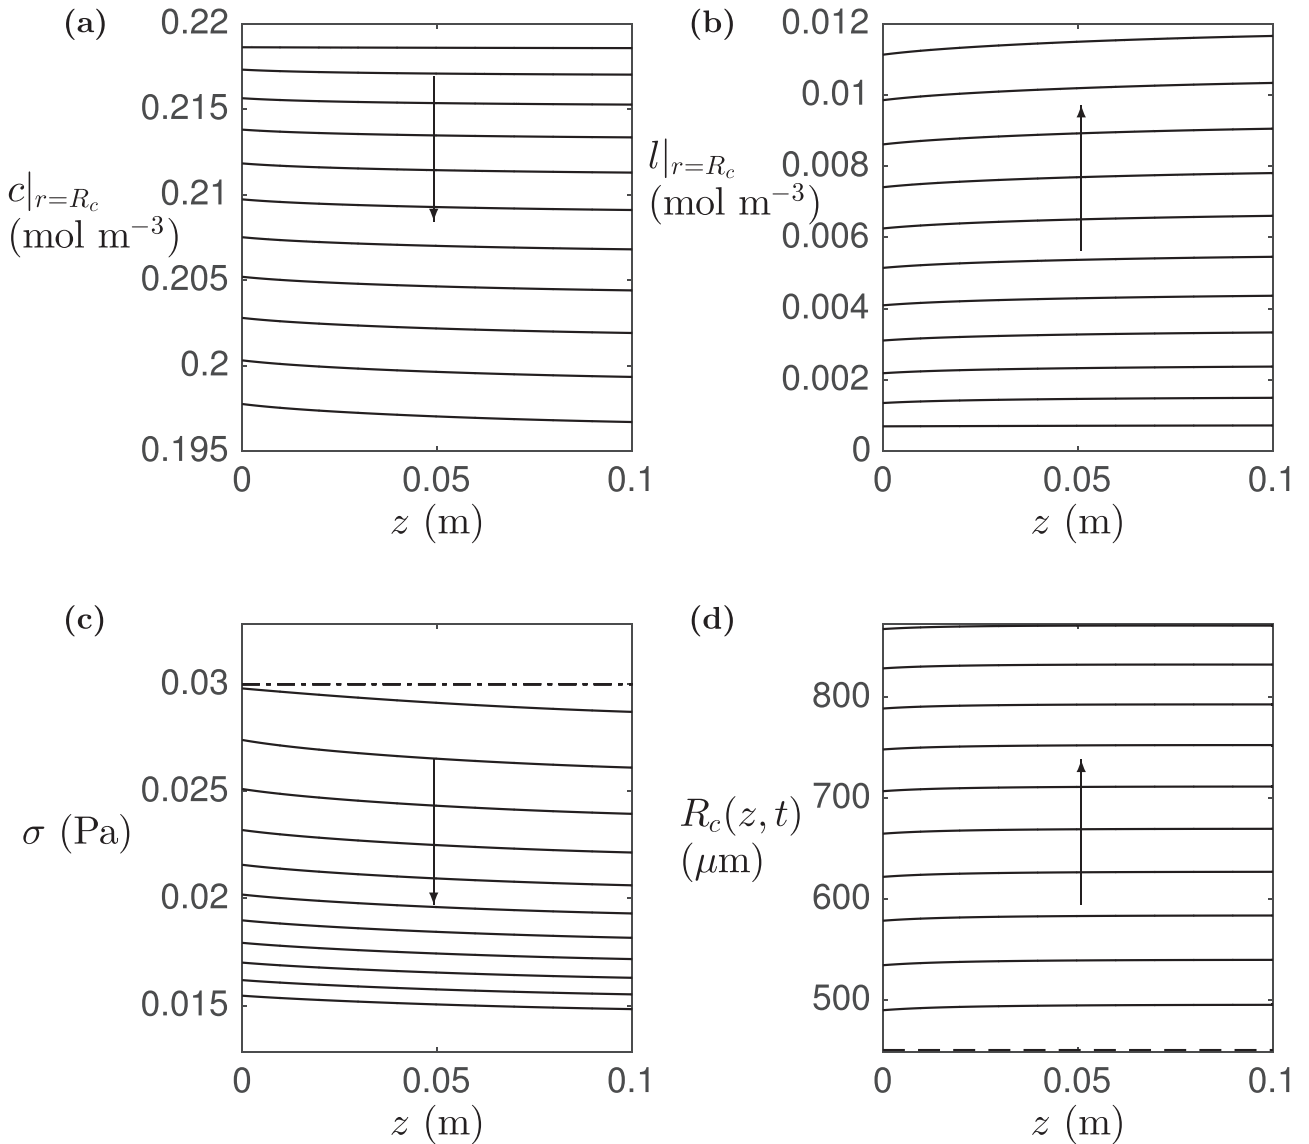 (a)
0.22
0.215
0.21
0.205
0.2
0.195
c|r=Rc
(mol m−3)
0
0.05
0.1
z (m)
(b)
0.012
0.01
0.008
0.006
0.004
0.002
0
l|r=Rc
(mol m−3)
0
0.05
0.1
z (m)
(c)
0.03
0.025
0.02
0.015
σ (Pa)
0
0.05
0.1
z (m)
(d)
800
700
600
500
Rc(z, t)
(μm)
0
0.05
0.1
z (m)